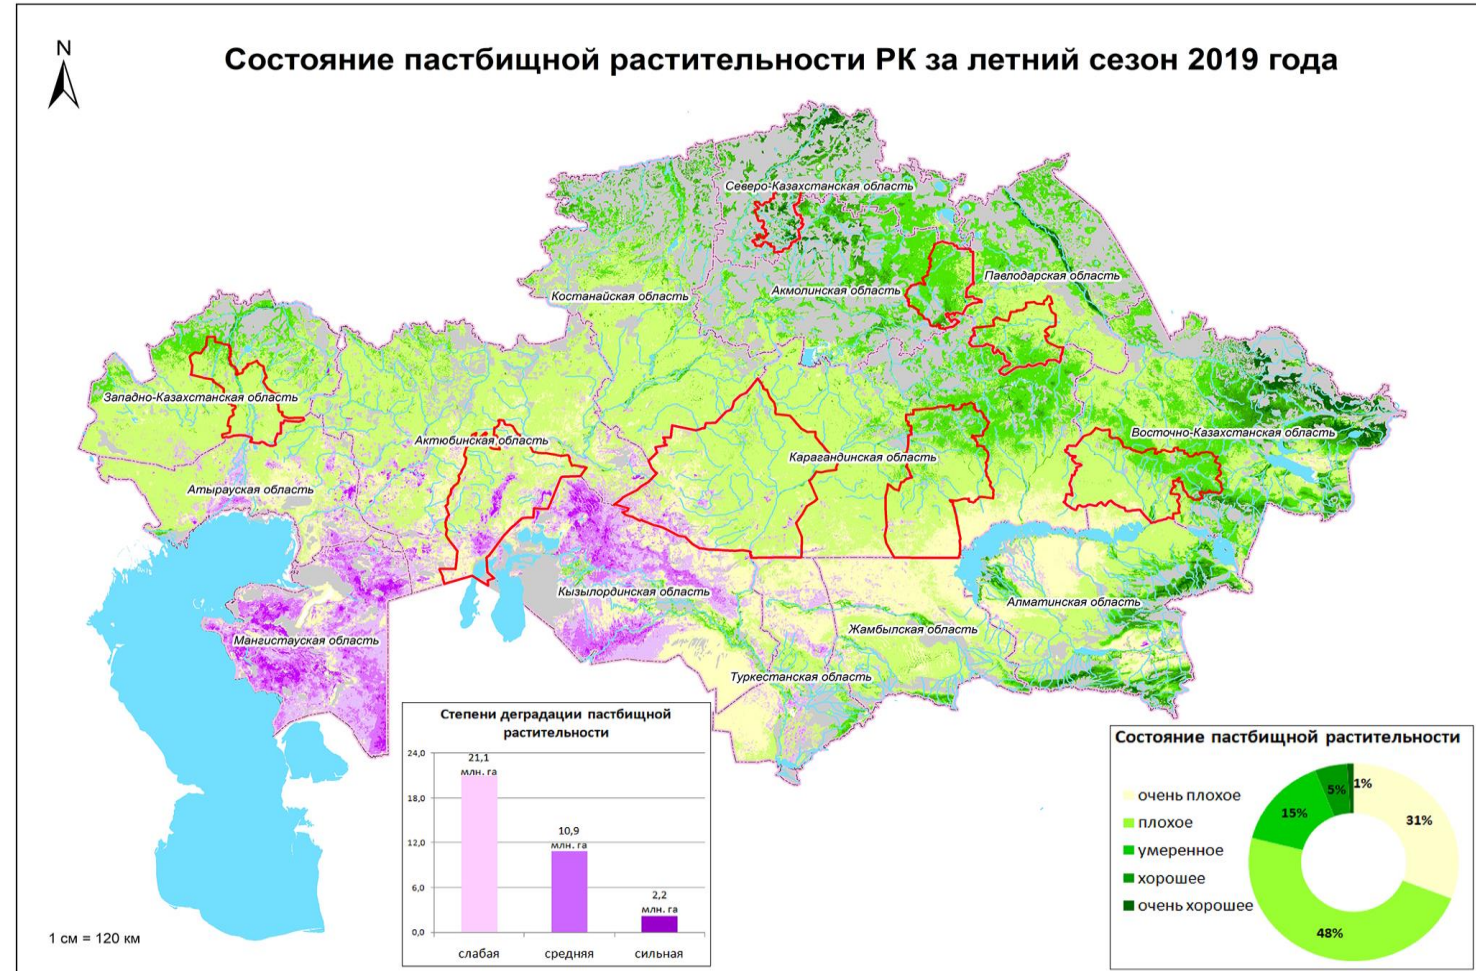 N
Состояние пастбищной растительности РК за летний сезон 2019 года
Северо-Казахстанская область
Павлодарская область
Акмолинская область
Костанайская область
Западно-Казахстанская область
Восточно-Казахстанская область
Актюбинская область
Карагандинская область
Атырауская область
Кызылординская область
Алматинская область
Жамбылская область
Мангистауская область
Туркестанская область
Степени деградации пастбищной
растительности
24,0
18,0
12,0
6,0
0,0
21,1
млн. га
10,9
млн. га
2,2
млн. га
слабая
средняя
сильная
Состояние пастбищной растительности
очень плохое
плохое
умеренное
хорошее
очень хорошее
1%
5%
15%
31%
48%
1 см = 120 км